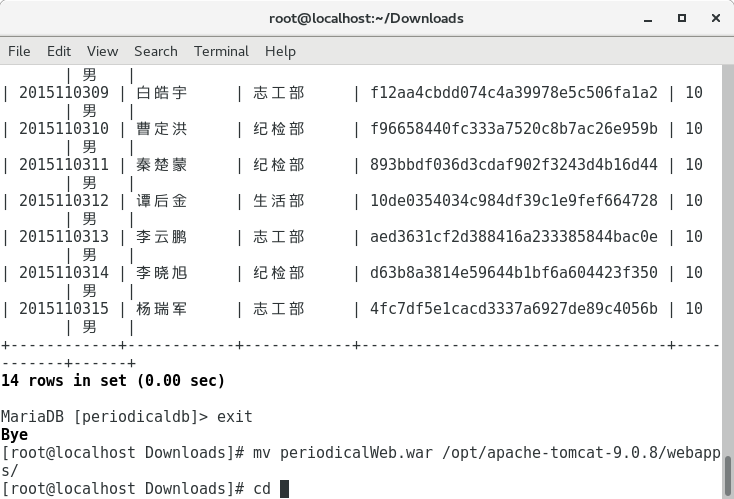 root@localhost:~/Downloads
File Edit View Search Terminal Help
| 男 |
| 2015110309 | 白皓宇 | 志工部 | f12aa4cbdd074c4a39978e5c506fa1a2 | 10
| 男 |
| 2015110310 | 曹定洪 | 纪检部 | f96658440fc333a7520c8b7ac26e959b | 10
| 男 |
| 2015110311 | 秦楚蒙 | 纪检部 | 893bbdf036d3cdaf902f3243d4b16d44 | 10
| 男 |
| 2015110312 | 谭后金 | 生活部 | 10de0354034c984df39c1e9fef664728 | 10
| 男 |
| 2015110313 | 李云鹏 | 志工部 | aed3631cf2d388416a233385844bac0e | 10
| 男 |
| 2015110314 | 李晓旭 | 纪检部 | d63b8a3814e59644b1bf6a604423f350 | 10
| 男 |
| 2015110315 | 杨瑞军 | 志工部 | 4fc7df5e1cacd3337a6927de89c4056b | 10
| 男 |
+------------+------------+------------+----------------------------------+-----
-------+------+
14 rows in set (0.00 sec)
MariaDB [periodicaldb]> exit
Bye
[root@localhost Downloads]# mv periodicalWeb.war /opt/apache-tomcat-9.0.8/webapp
s/
[root@localhost Downloads]# cd